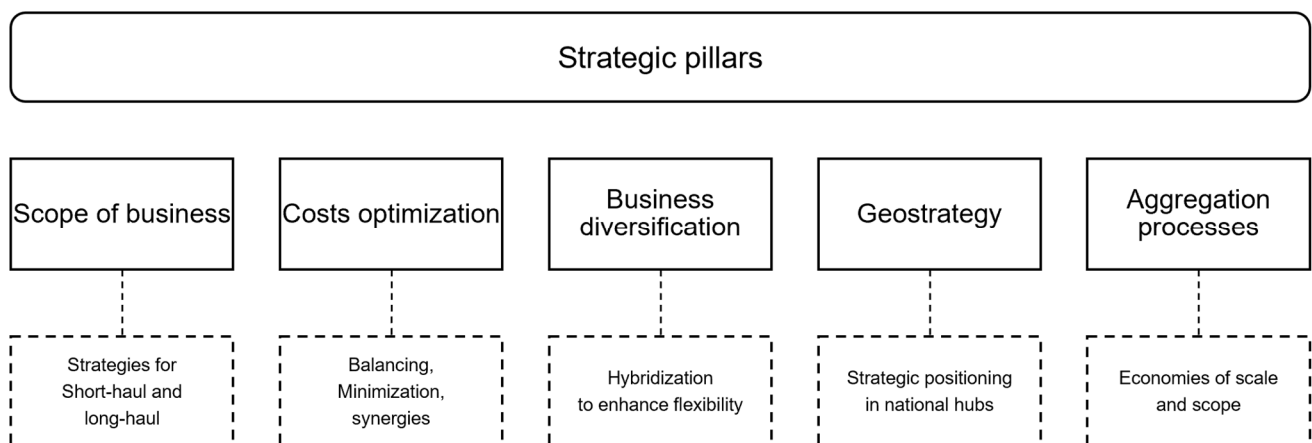 Strategic pillars
Scope of business
Costs optimization
Business
diversification
Geostrategy
Aggregation
processes
Strategies for
Short-haul and
long-haul
Balancing,
Minimization,
synergies
Hybridization
to enhance flexibility
Strategic positioning
in national hubs
Economies of scale
and scope